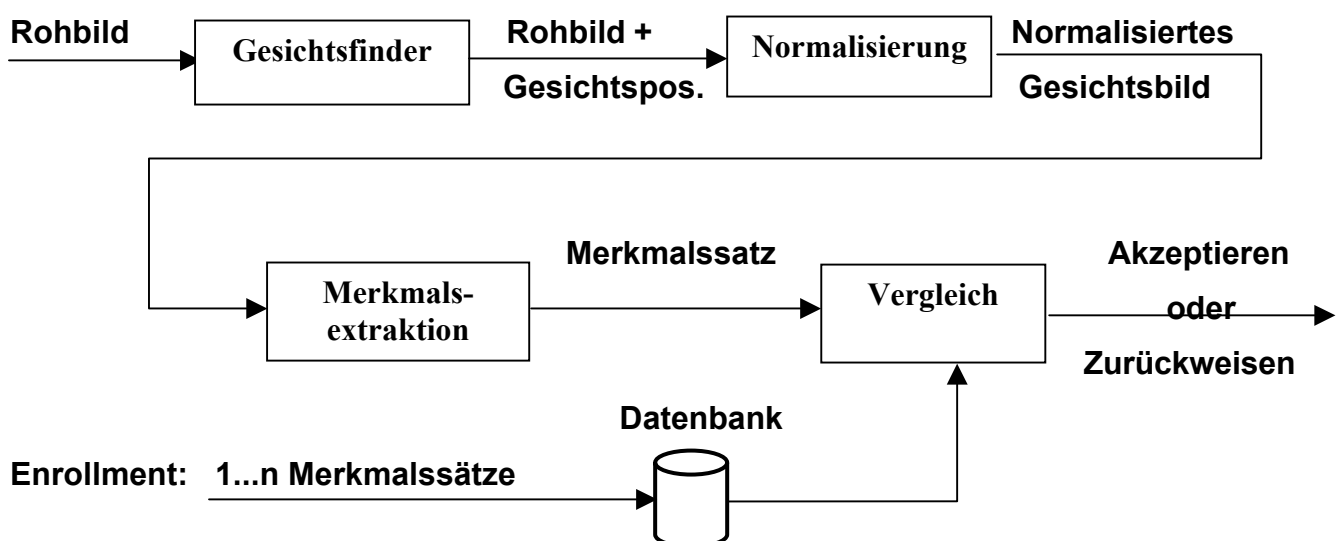 Rohbild
Gesichtsfinder
Rohbild +
Gesichtspos.
Normalisierung
Normalisiertes
Gesichtsbild
Merkmals-
extraktion
Merkmalssatz
Vergleich
Akzeptieren
oder
Zurückweisen
Datenbank
Enrollment: 1...n Merkmalssätze